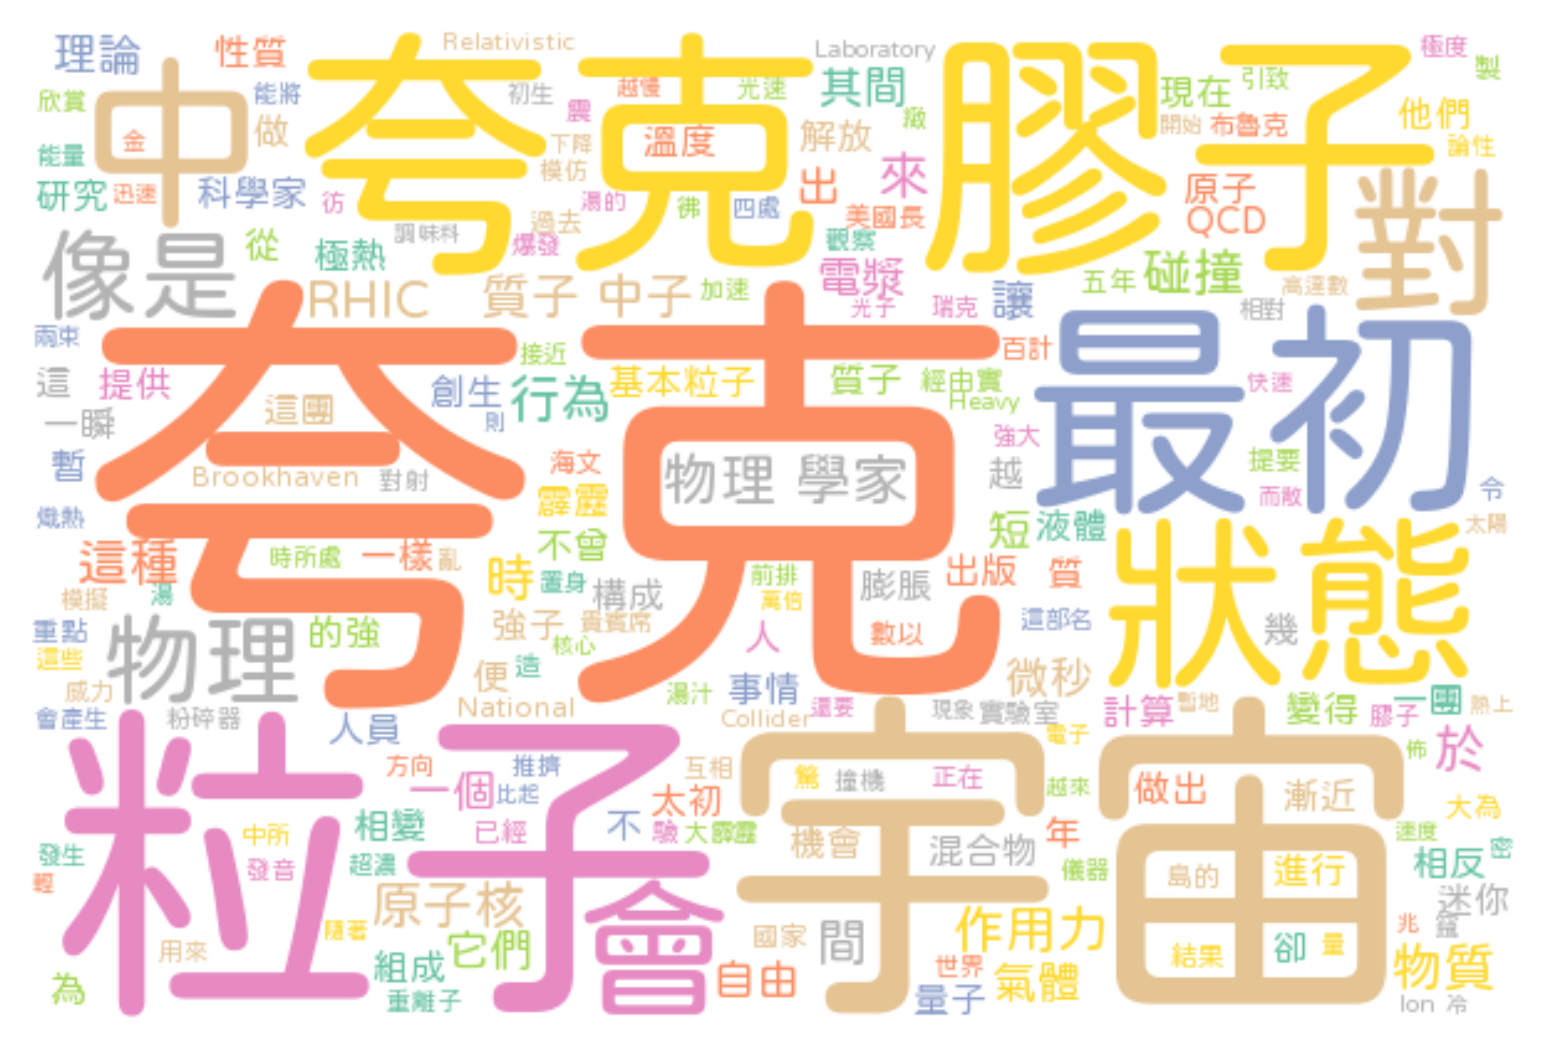 理論
性質
Relativistic
Laboratory
極度
製
欣賞
能將
初生
越慢
光速
其間
現在
引致
中
夸克
膠子
金
做
震
下降
溫度
解放
緻
開始
布魯克
他們
論性
能量
模仿
出
來
研究
迅速
科學家
彷
湯的
彿
四處
美國長
原子
QCD
對
過去
調味料
爆發
觀察
像是
從
極熱
電漿
五年
碰撞
高達數
RHIC
質子 中子
加速
光子
瑞克
讓
相對
兩束
接近
百計
最初
這
提供
這團
創生
行為
基本粒子
質子
經由實
快速
一瞬
則
Heavy
夸克
強大
暫
Brookhaven
對射
海文
物理 學家
越
提要
而敵
令
熾熱
霹靂
短
液體
太陽
這種
時所處
一樣
亂
不曾
狀態
模擬
湯
時
置身
構成
前排
萬倍
膨脹
出版
質
重點
物理
的強
強子
貴賓席
人
數以
這部名
幾
這些
核心
威力
便
造
湯汁
事情
微秒
會產生
粉碎器
人員
National
Collider
還要
現象
實驗室
計算
暫地
變得
膠子
一團
熱上
粒子
方向
推擠
互相
宇宙
電子
佈
於
一個
比起
太初
篤
撞機
正在
越來
做出
漸近
大為
中所
相變
已經
不
驗
大霹靂
機會
混合物
年
速度
發生
發音
超濃
儀器
島的
進行
相反
密
輕
原子核
會
迷你
隨著
國家
間
作用力
兆
用來
組成
它們
自由
世界
氣體
結果
卻
量
物質
為
重離子
量子
Ion
冷